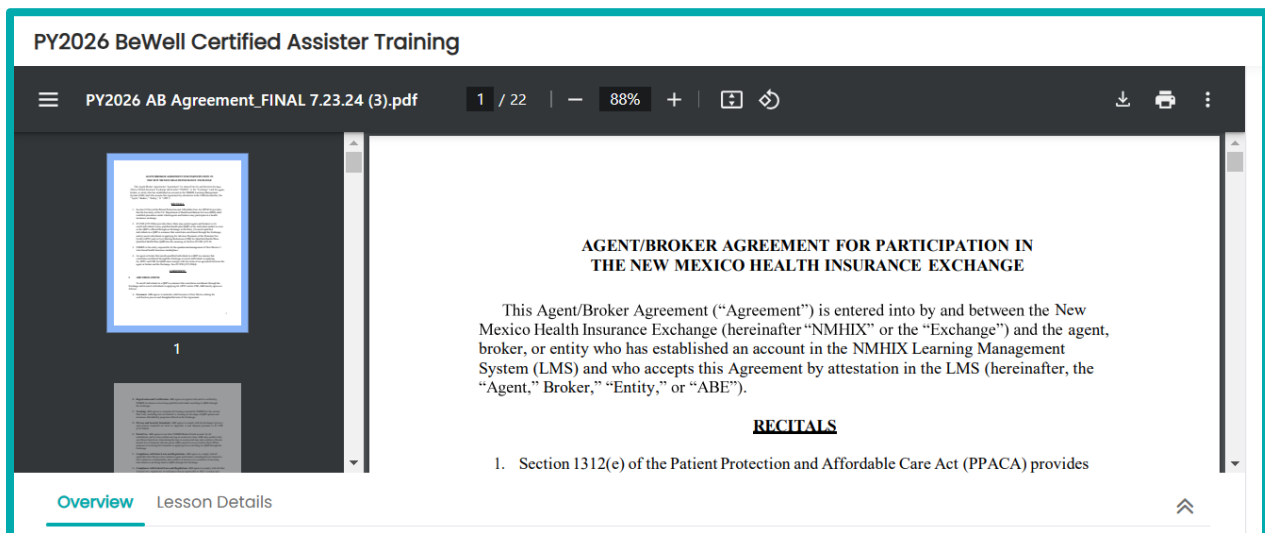 PY2026 BeWell Certified Assister Training
PY2026 AB Agreement_FINAL 7.23.24 (3).pdf
1 / 22
88%
AGENT/BROKER AGREEMENT FOR PARTICIPATION IN
THE NEW MEXICO HEALTH INSURANCE EXCHANGE
This Agent/Broker Agreement (“Agreement”) is entered into by and between the New
Mexico Health Insurance Exchange (hereinafter “NMHIX” or the “Exchange”) and the agent,
broker, or entity who has established an account in the NMHIX Learning Management
System (LMS) and who accepts this Agreement by attestation in the LMS (hereinafter, the
“Agent,” Broker,” “Entity,” or “ABE”).
RECITALS
1. Section 1312(e) of the Patient Protection and Affordable Care Act (PPACA) provides
1
Overview Lesson Details